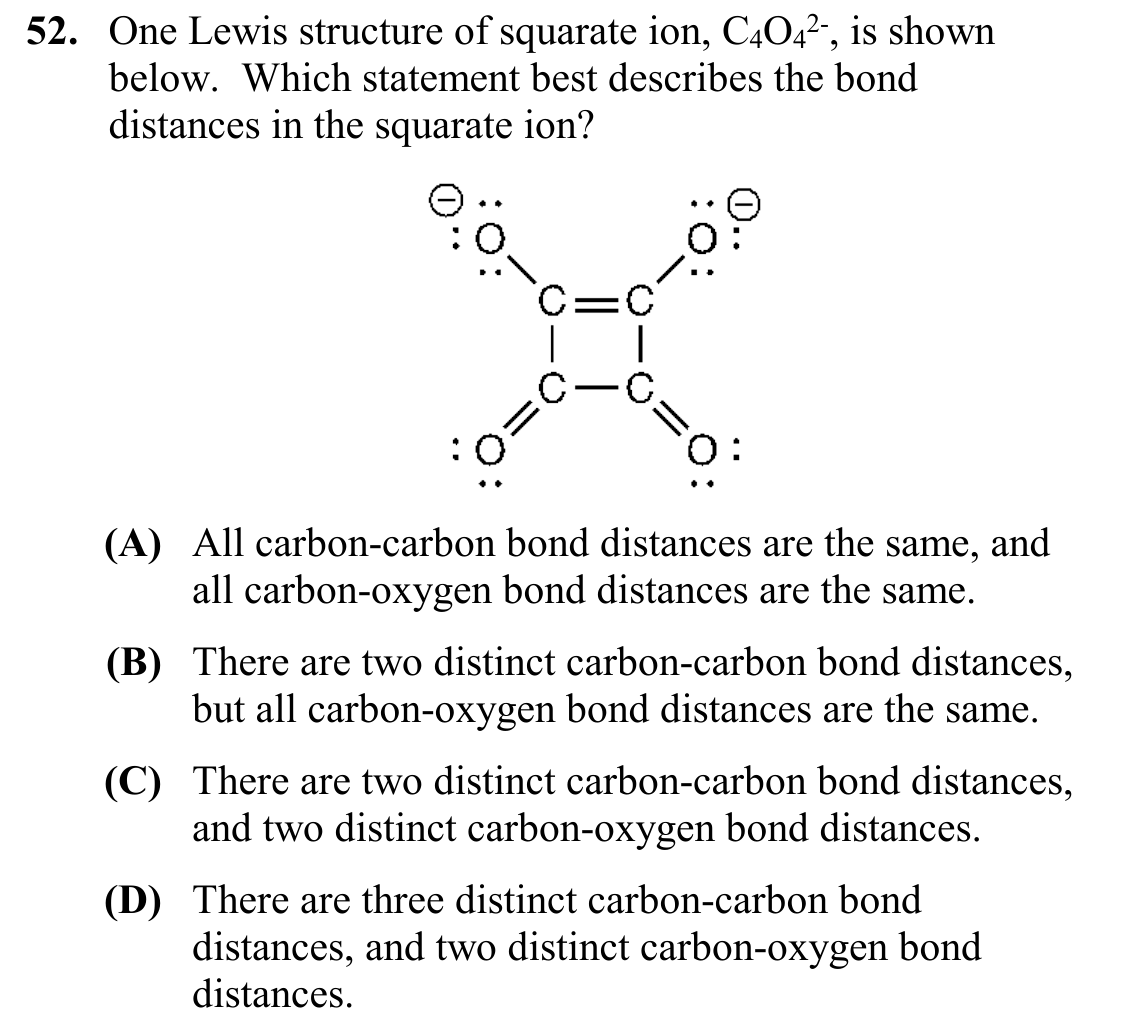 52. One Lewis structure of squarate ion, C₄O₄²⁻, is shown
below. Which statement best describes the bond
distances in the squarate ion?
⊖ ·· ·· ⊖
: O O :
·· ··
C=C
| |
C—C
: O O :
·· ··
(A) All carbon-carbon bond distances are the same, and
all carbon-oxygen bond distances are the same.
(B) There are two distinct carbon-carbon bond distances,
but all carbon-oxygen bond distances are the same.
(C) There are two distinct carbon-carbon bond distances,
and two distinct carbon-oxygen bond distances.
(D) There are three distinct carbon-carbon bond
distances, and two distinct carbon-oxygen bond
distances.